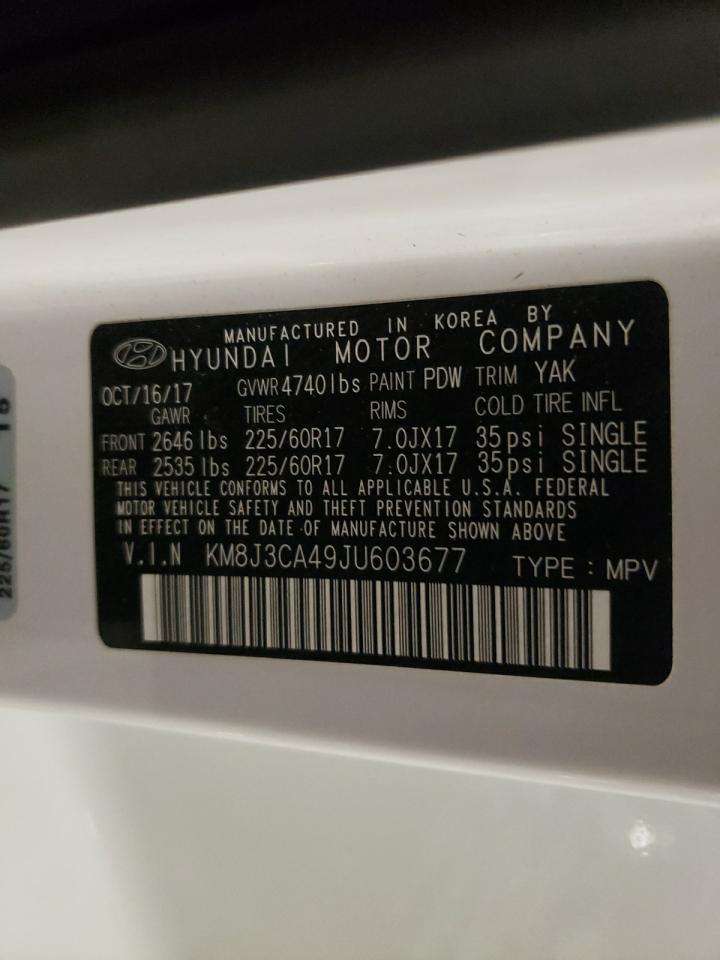 MANUFACTURED IN KOREA BY
HYUNDAI MOTOR COMPANY
OCT/16/17 GVWR 4740lbs PAINT PDW TRIM YAK
GAWR TIRES RIMS COLD TIRE INFL
FRONT 2646 lbs 225/60R17 7.0JX17 35psi SINGLE
REAR 2535 lbs 225/60R17 7.0JX17 35psi SINGLE
THIS VEHICLE CONFORMS TO ALL APPLICABLE U.S.A. FEDERAL
MOTOR VEHICLE SAFETY AND THEFT PREVENTION STANDARDS
IN EFFECT ON THE DATE OF MANUFACTURE SHOWN ABOVE
V.I.N KM8J3CA49JU603677 TYPE : MPV
225/60R17